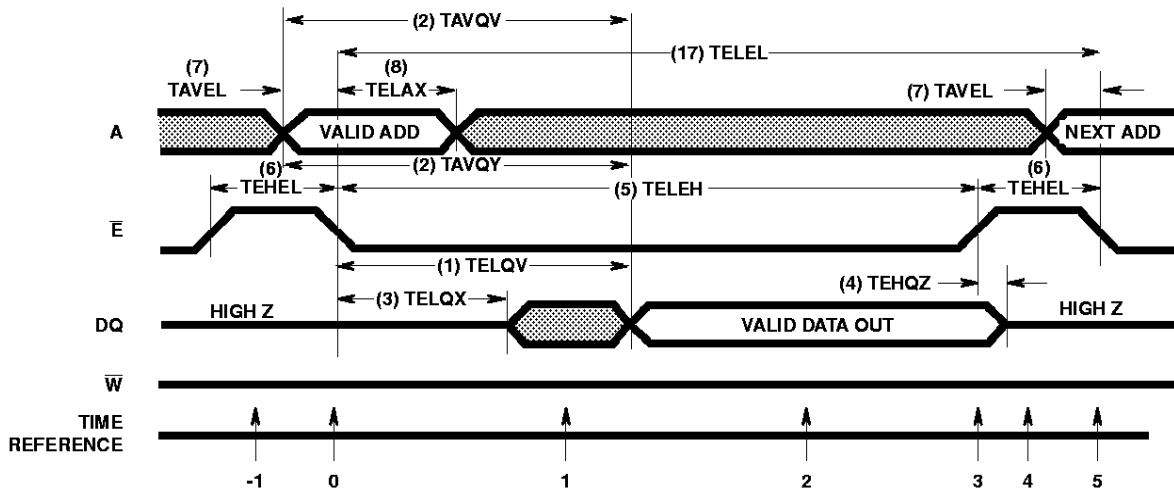 (2) TAVQV
(17) TELEL
(7)
TAVEL
(8)
TELAX
(7) TAVEL
A
VALID ADD
NEXT ADD
(2) TAVQY
(6)
TEHEL
(5) TELEH
(6)
TEHEL
E
(1) TELQV
(3) TELQX
(4) TEHQZ
HIGH Z
HIGH Z
DQ
VALID DATA OUT
W
TIME
REFERENCE
-1 0 1 2 3 4 5